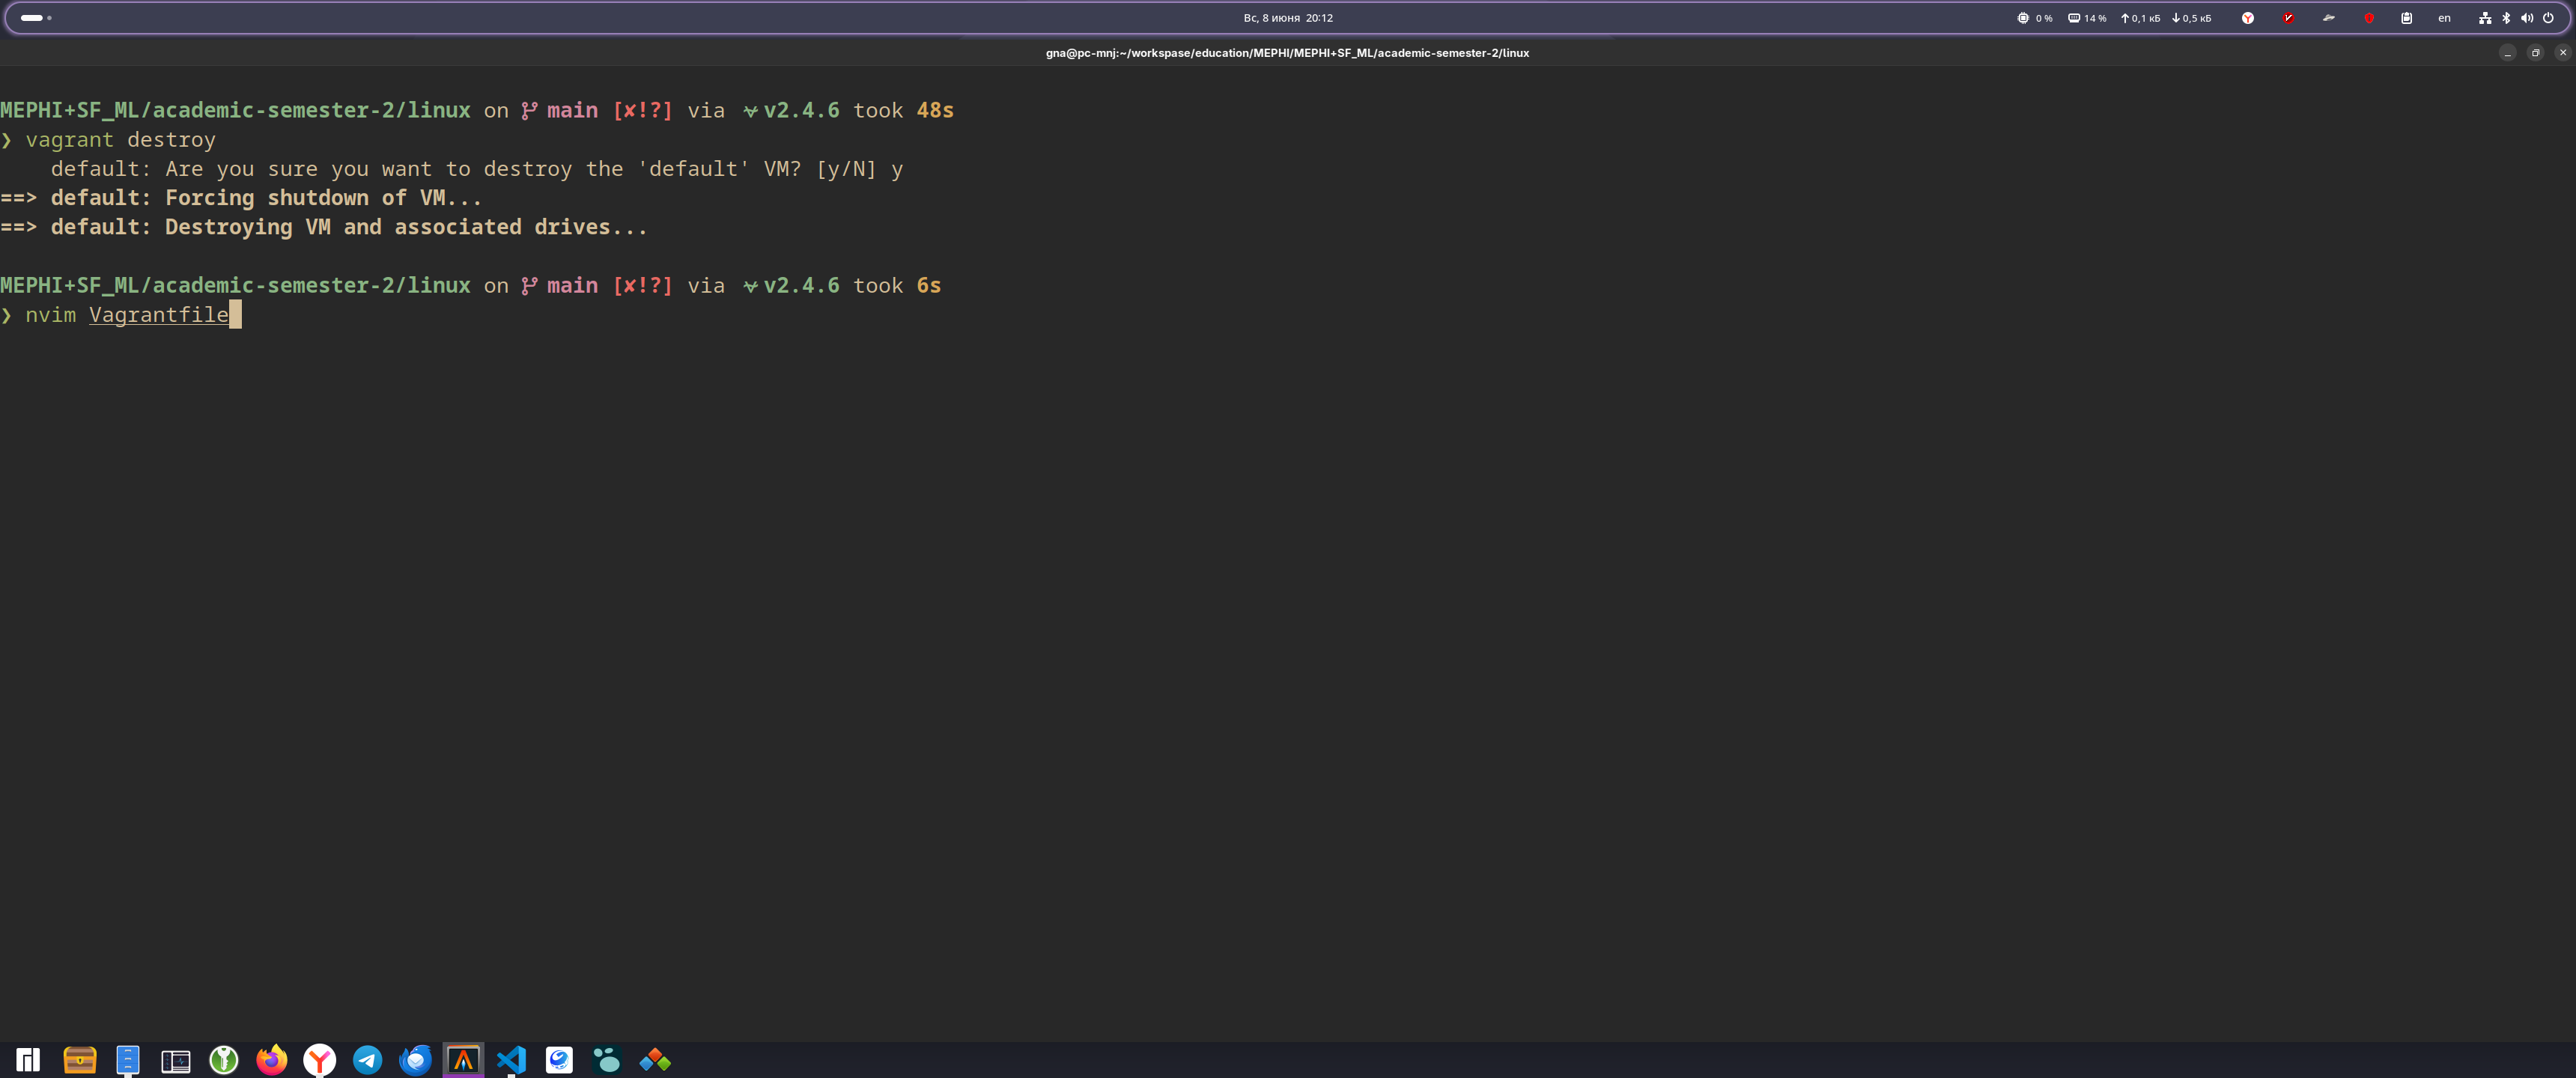 Вс, 8 июня 20:12
0 % 14 % 0,1 кБ 0,5 кБ en
gna@pc-mnj:~/workspase/education/MEPHI/MEPHI+SF_ML/academic-semester-2/linux
MEPHI+SF_ML/academic-semester-2/linux on main [✘!?] via v2.4.6 took 48s
❯ vagrant destroy
default: Are you sure you want to destroy the 'default' VM? [y/N] y
==> default: Forcing shutdown of VM...
==> default: Destroying VM and associated drives...
MEPHI+SF_ML/academic-semester-2/linux on main [✘!?] via v2.4.6 took 6s
❯ nvim Vagrantfile